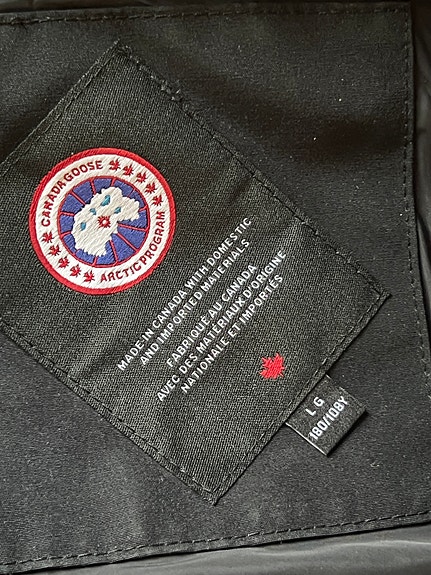 CANADA GOOSE
ARCTIC PROGRAM
MADE IN CANADA WITH DOMESTIC
AND IMPORTED MATERIALS
FABRIQUÉ AU CANADA
AVEC DES MATÉRIAUX D'ORIGINE
NATIONALE ET IMPORTÉS
LG
180/108Y